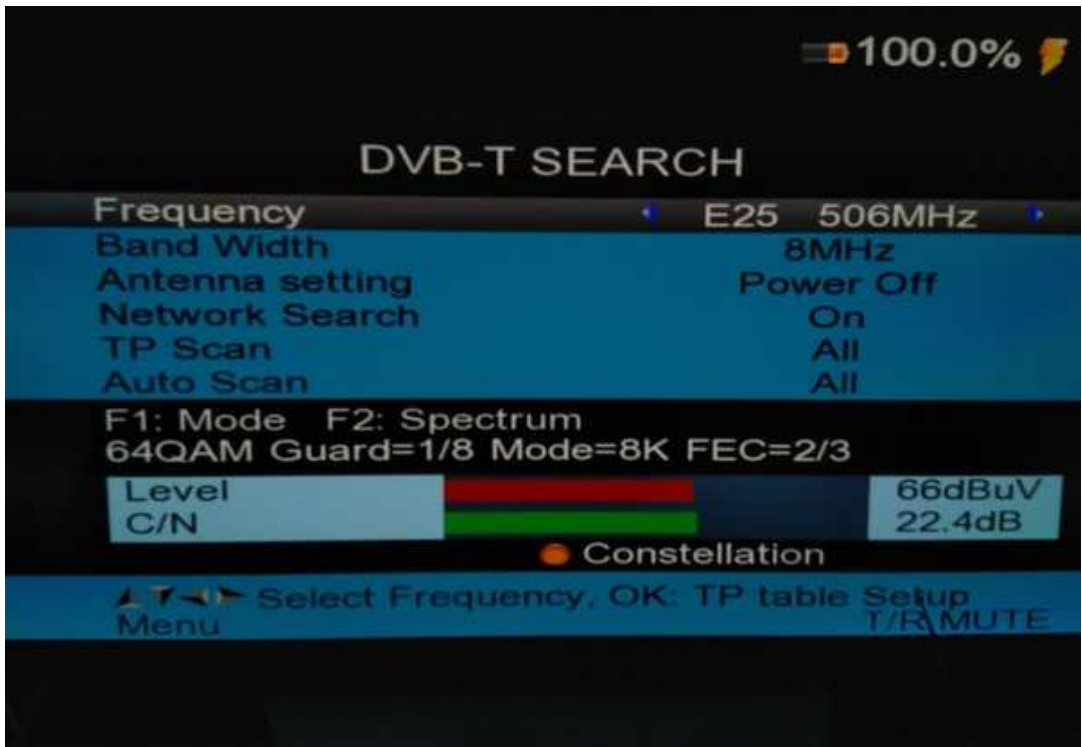 100.0%
DVB-T SEARCH
Frequency E25 506MHz
Band Width 8MHz
Antenna setting Power Off
Network Search On
TP Scan All
Auto Scan All
F1: Mode F2: Spectrum
64QAM Guard=1/8 Mode=8K FEC=2/3
Level 66dBuV
C/N 22.4dB
Constellation
Select Frequency, OK: TP table Setup
Menu T/R\MUTE